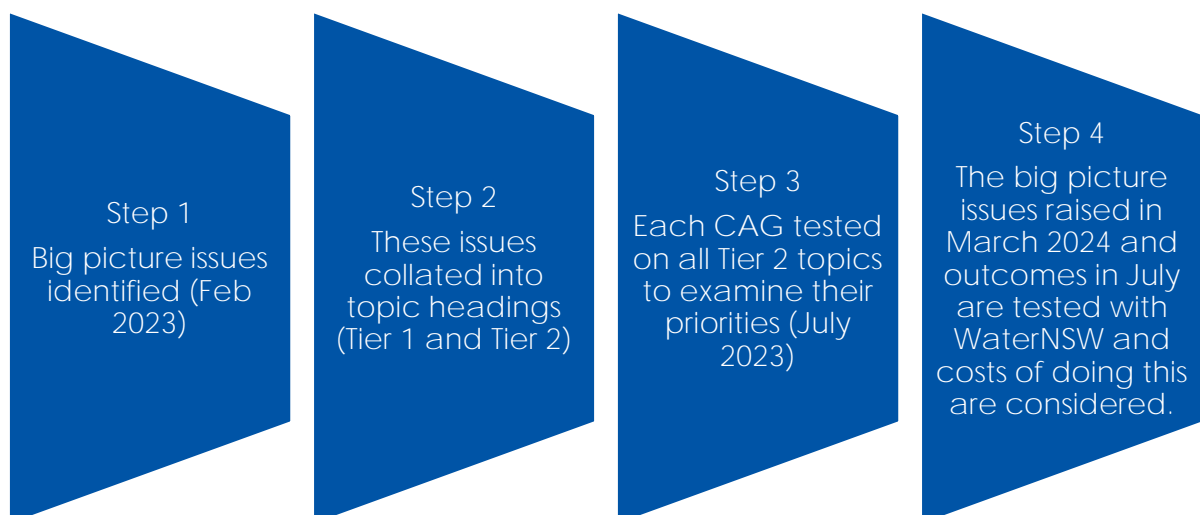 Step 1
Big picture issues
identified (Feb
2023)
Step 2
These issues
collated into
topic headings
(Tier 1 and Tier 2)
Step 3
Each CAG tested
on all Tier 2 topics
to examine their
priorities (July
2023)
Step 4
The big picture
issues raised in
March 2024 and
outcomes in July
are tested with
WaterNSW and
costs of doing this
are considered.